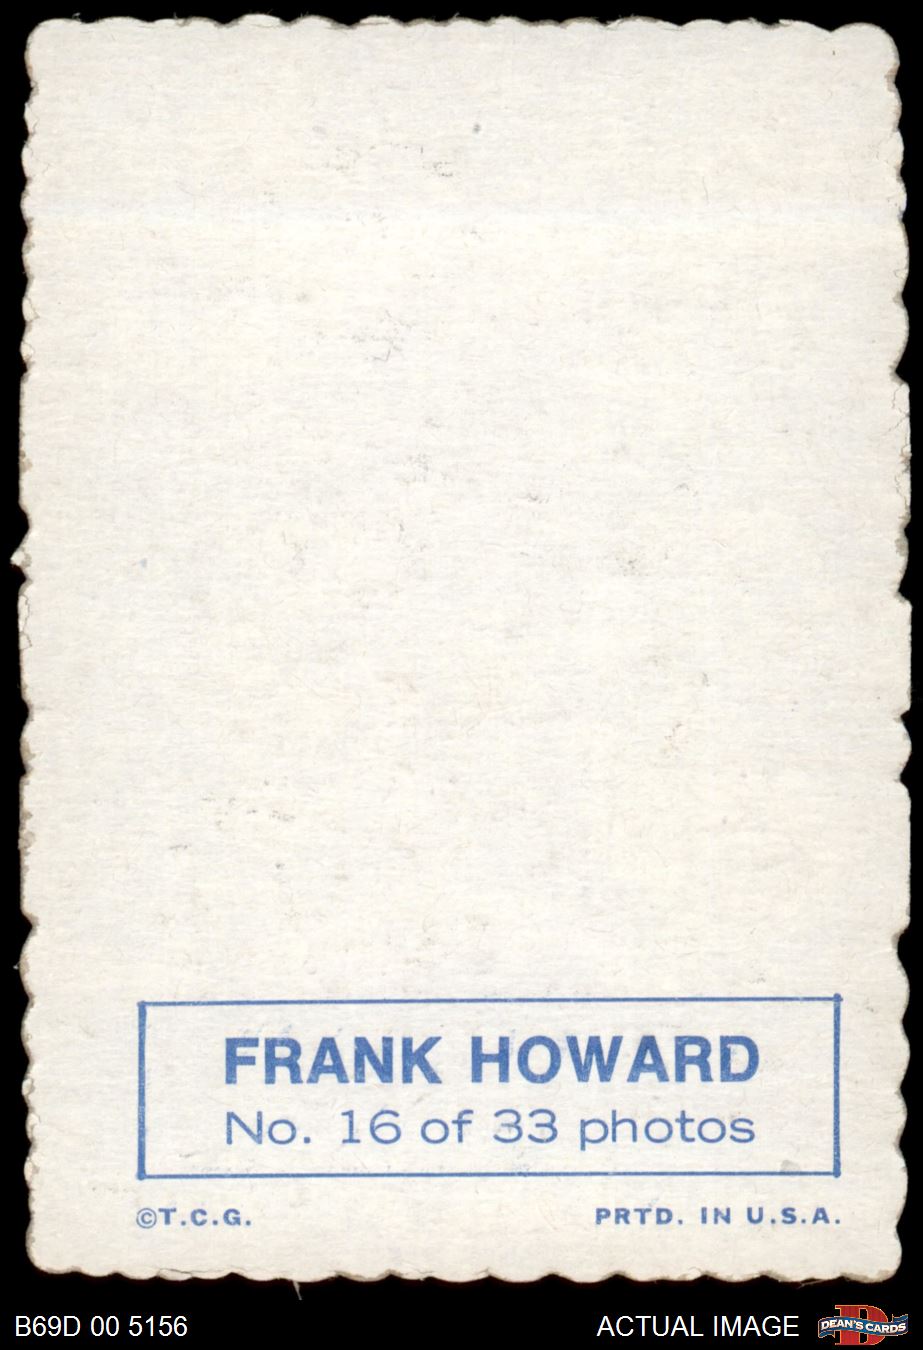 FRANK HOWARD
No. 16 of 33 photos
©T.C.G. PRTD. IN U.S.A.
B69D 00 5156 ACTUAL IMAGE DEAN'S CARDS